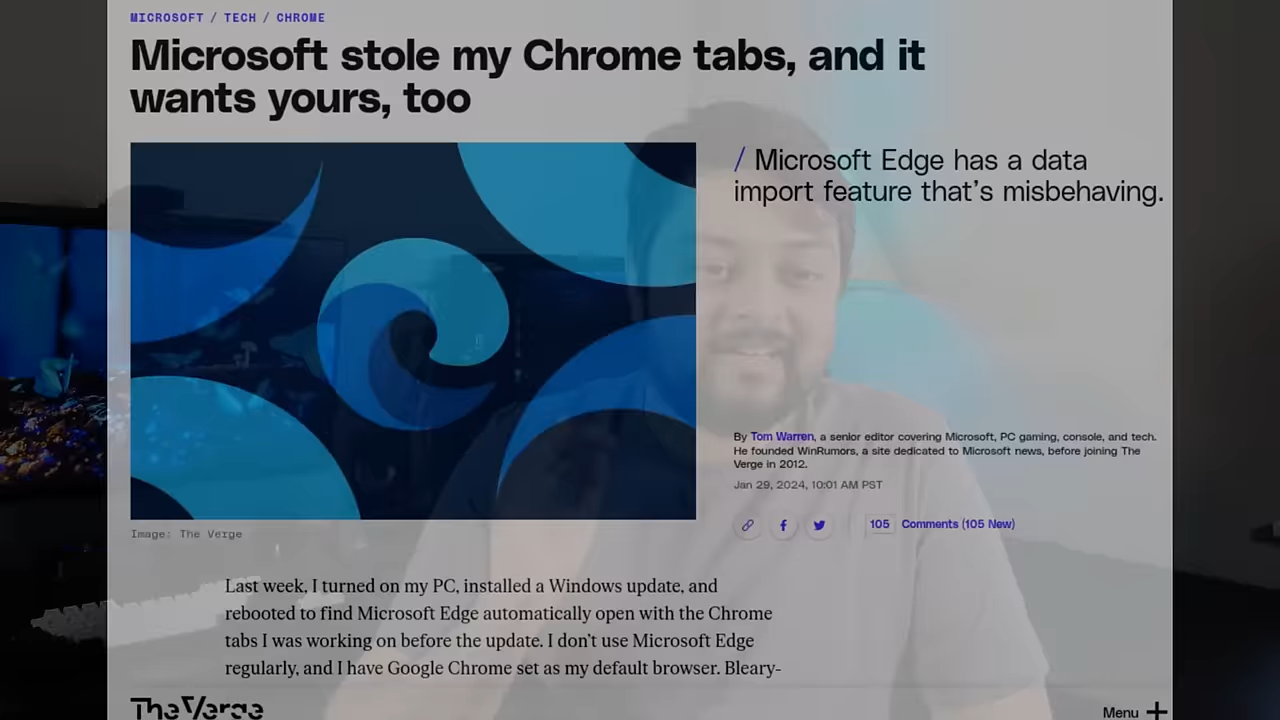 MICROSOFT / TECH / CHROME
Microsoft stole my Chrome tabs, and it
wants yours, too
/ Microsoft Edge has a data
import feature that's misbehaving.
By Tom Warren, a senior editor covering Microsoft, PC gaming, console, and tech.
He founded WinRumors, a site dedicated to Microsoft news, before joining The
Verge in 2012.
Jan 29, 2024, 10:01 AM PST
105 Comments (105 New)
Image: The Verge
Last week, I turned on my PC, installed a Windows update, and
rebooted to find Microsoft Edge automatically open with the Chrome
tabs I was working on before the update. I don't use Microsoft Edge
regularly, and I have Google Chrome set as my default browser. Bleary-
The Verge
Menu